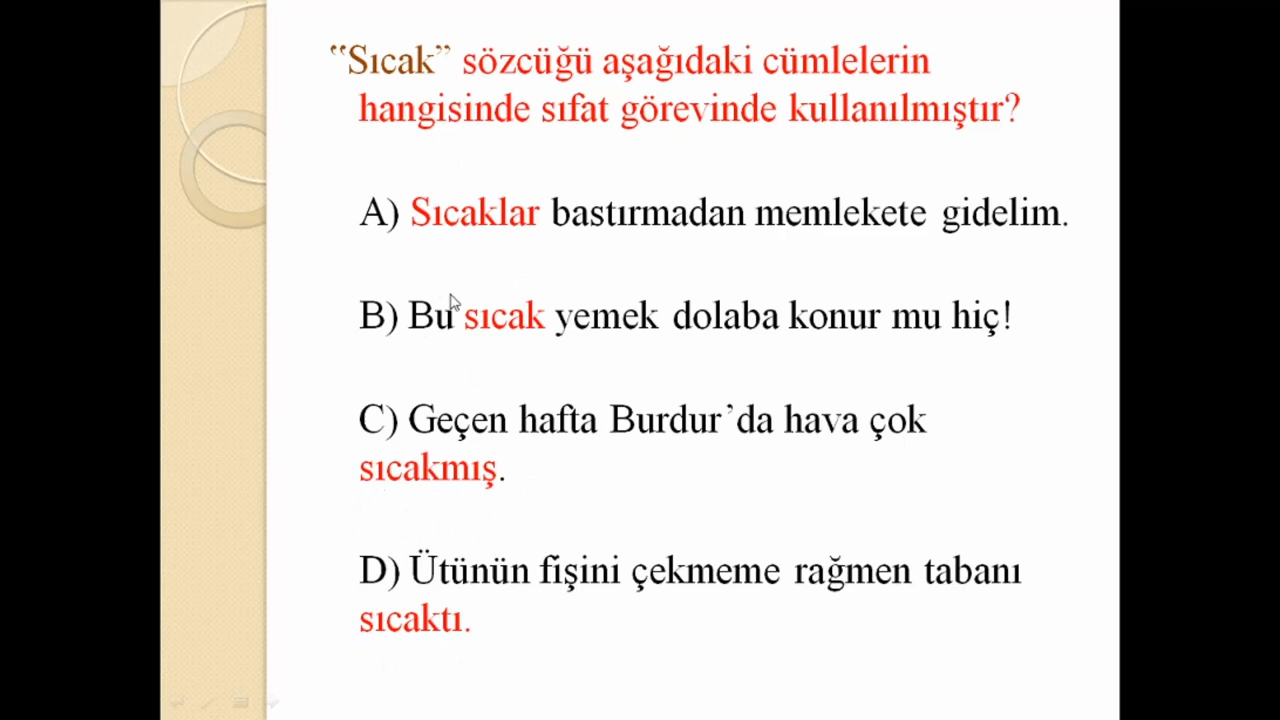 “Sıcak” sözcüğü aşağıdaki cümlelerin
hangisinde sıfat görevinde kullanılmıştır?
A) Sıcaklar bastırmadan memlekete gidelim.
B) Bu sıcak yemek dolaba konur mu hiç!
C) Geçen hafta Burdur’da hava çok
sıcakmış.
D) Ütünün fişini çekmeme rağmen tabanı
sıcaktı.